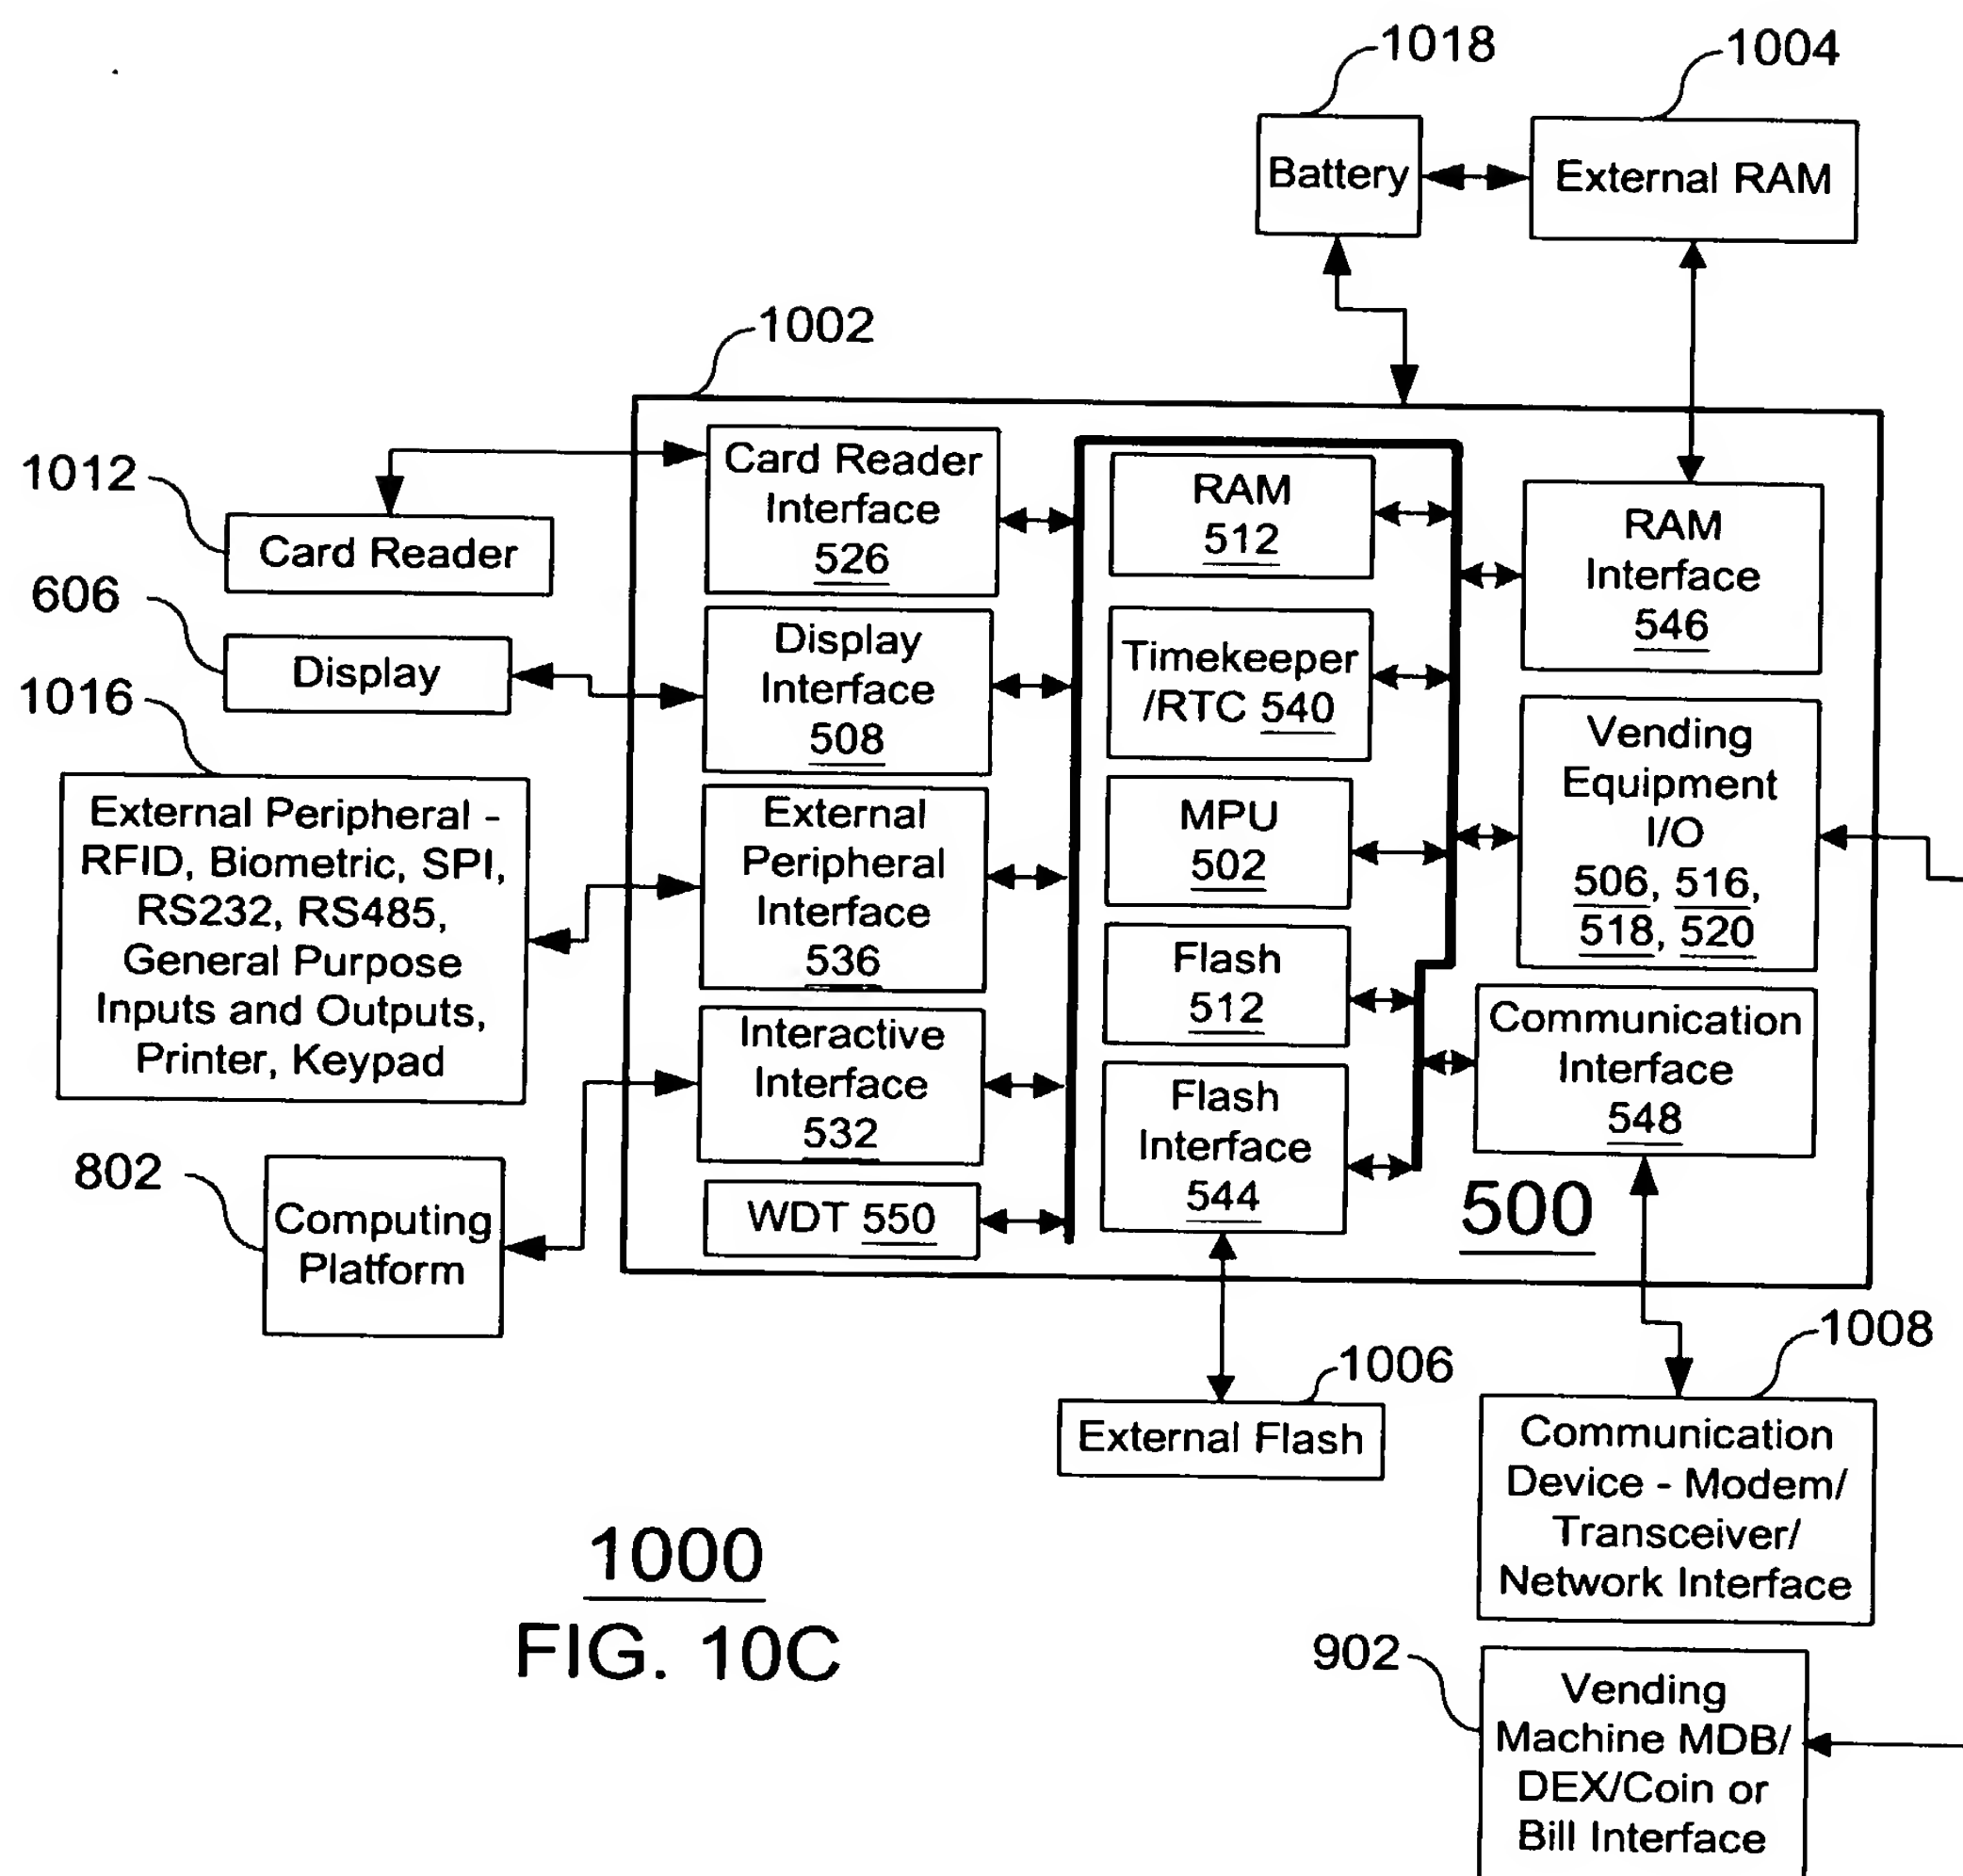 1018
1004
Battery
External RAM
1002
1012
Card Reader
606
Display
1016
External Peripheral -
RFID, Biometric, SPI,
RS232, RS485,
General Purpose
Inputs and Outputs,
Printer, Keypad
802
Computing
Platform
Card Reader
Interface
526
Display
Interface
508
External
Peripheral
Interface
536
Interactive
Interface
532
WDT 550
RAM
512
Timekeeper
/RTC 540
MPU
502
Flash
512
Flash
Interface
544
RAM
Interface
546
Vending
Equipment
I/O
506, 516,
518, 520
Communication
Interface
548
500
1006
External Flash
1008
Communication
Device - Modem/
Transceiver/
Network Interface
902
Vending
Machine MDB/
DEX/Coin or
Bill Interface
1000
FIG. 10C